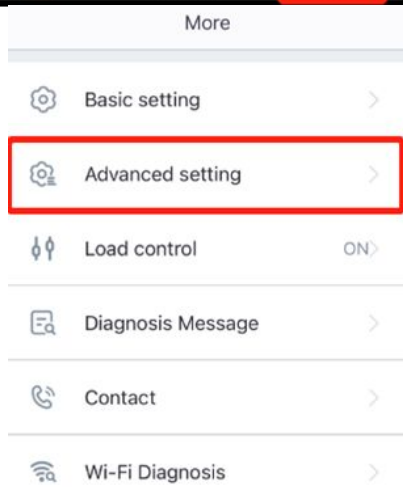 More
Basic setting
Advanced setting
Load control ON
Diagnosis Message
Contact
Wi-Fi Diagnosis